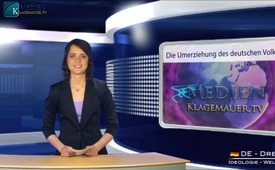 KLAGEMAUER.TV
Die Umerziehung des deutschen Volk
MEDIEN
KLAGEMAUER.TV
DE - DRE
IDEOLOGIE - WEL